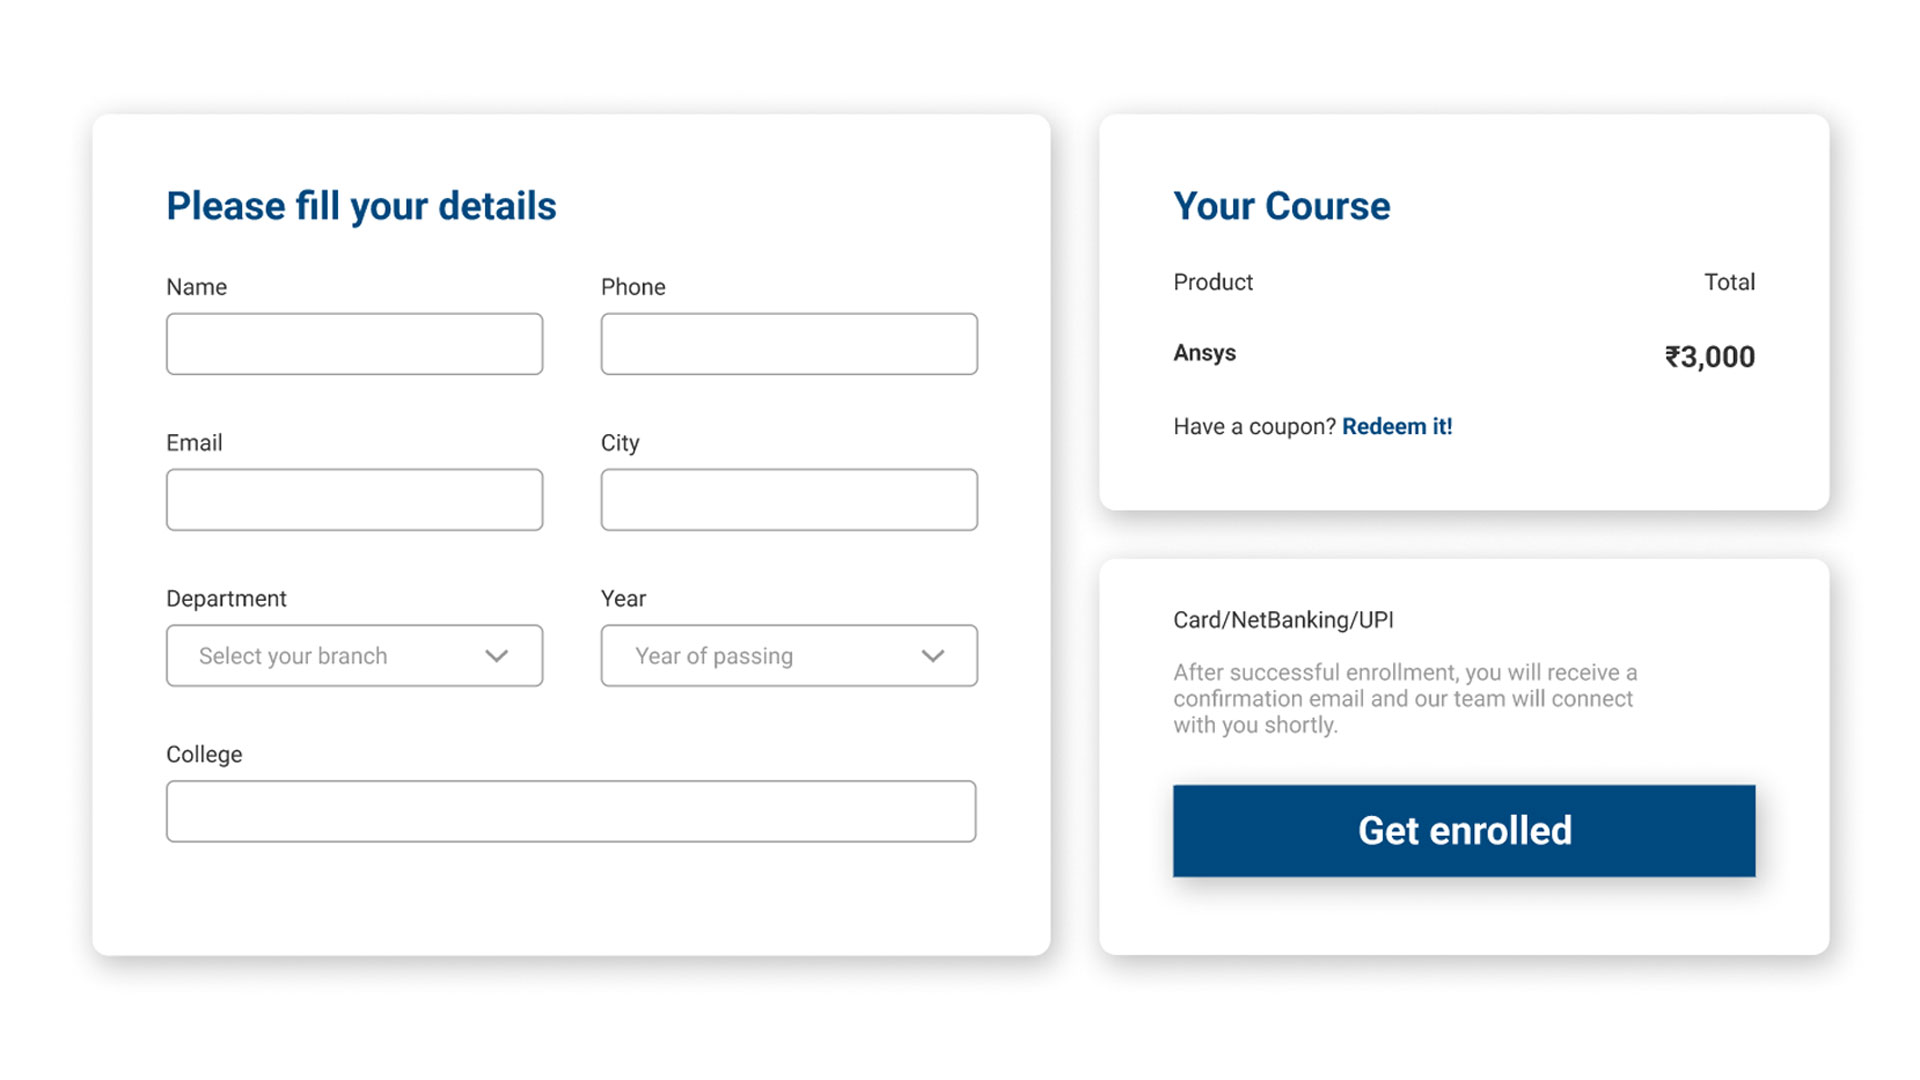 Please fill your details
Name
Phone
Email
City
Department
Year
Select your branch
Year of passing
College
Your Course
Product
Total
Ansys
₹3,000
Have a coupon? Redeem it!
Card/NetBanking/UPI
After successful enrollment, you will receive a
confirmation email and our team will connect
with you shortly.
Get enrolled